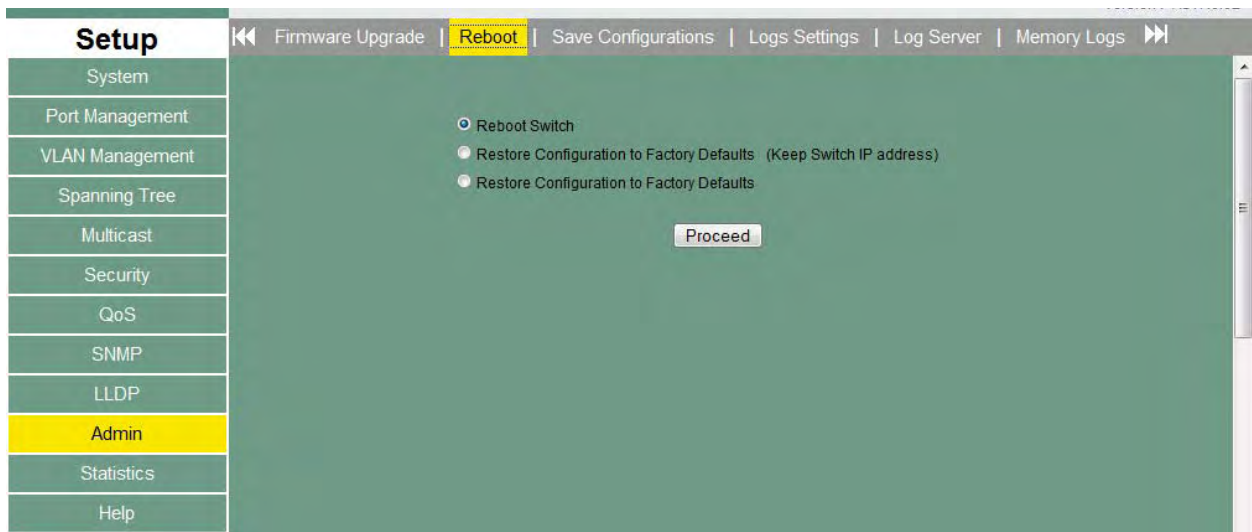 Setup
Firmware Upgrade | Reboot | Save Configurations | Logs Settings | Log Server | Memory Logs
System
Port Management
VLAN Management
Spanning Tree
Multicast
Security
QoS
SNMP
LLDP
Admin
Statistics
Help
Reboot Switch
Restore Configuration to Factory Defaults (Keep Switch IP address)
Restore Configuration to Factory Defaults
Proceed